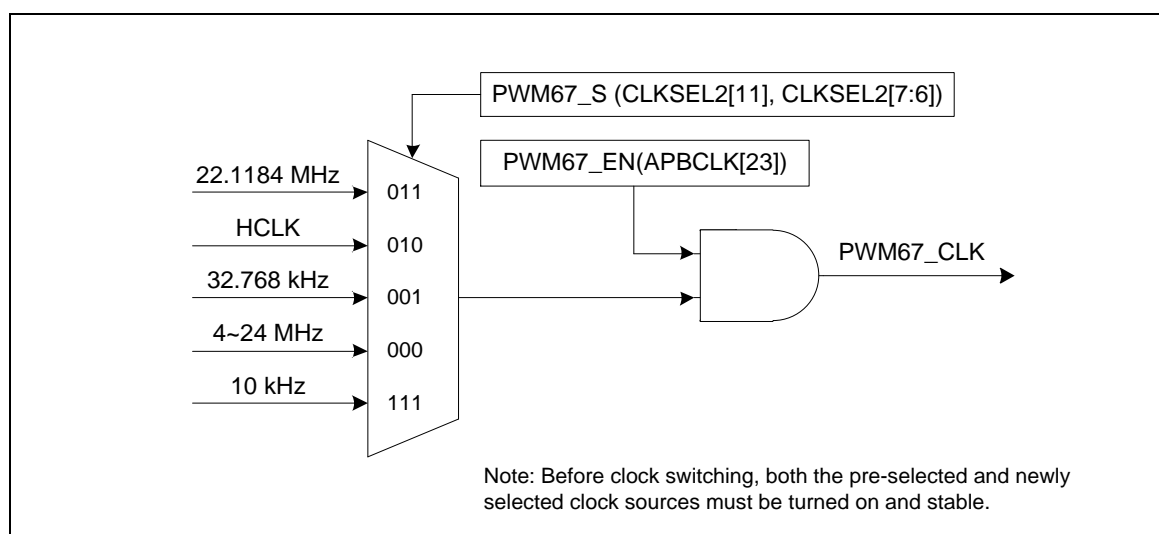 PWM67_S (CLKSEL2[11], CLKSEL2[7:6])
PWM67_EN(APBCLK[23])
22.1184 MHz
011
HCLK
010
32.768 kHz
001
4~24 MHz
000
10 kHz
111
PWM67_CLK
Note: Before clock switching, both the pre-selected and newly
selected clock sources must be turned on and stable.